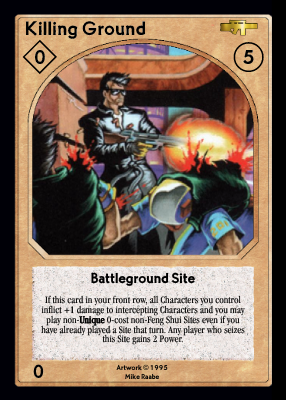 Killing Ground
0
5
Battleground Site
If this card in your front row, all Characters you control
inflict +1 damage to intercepting Characters and you may
play non-Unique 0-cost non-Feng Shui Sites even if you
have already played a Site that turn. Any player who seizes
this Site gains 2 Power.
0
Artwork © 1995
Mike Raabe